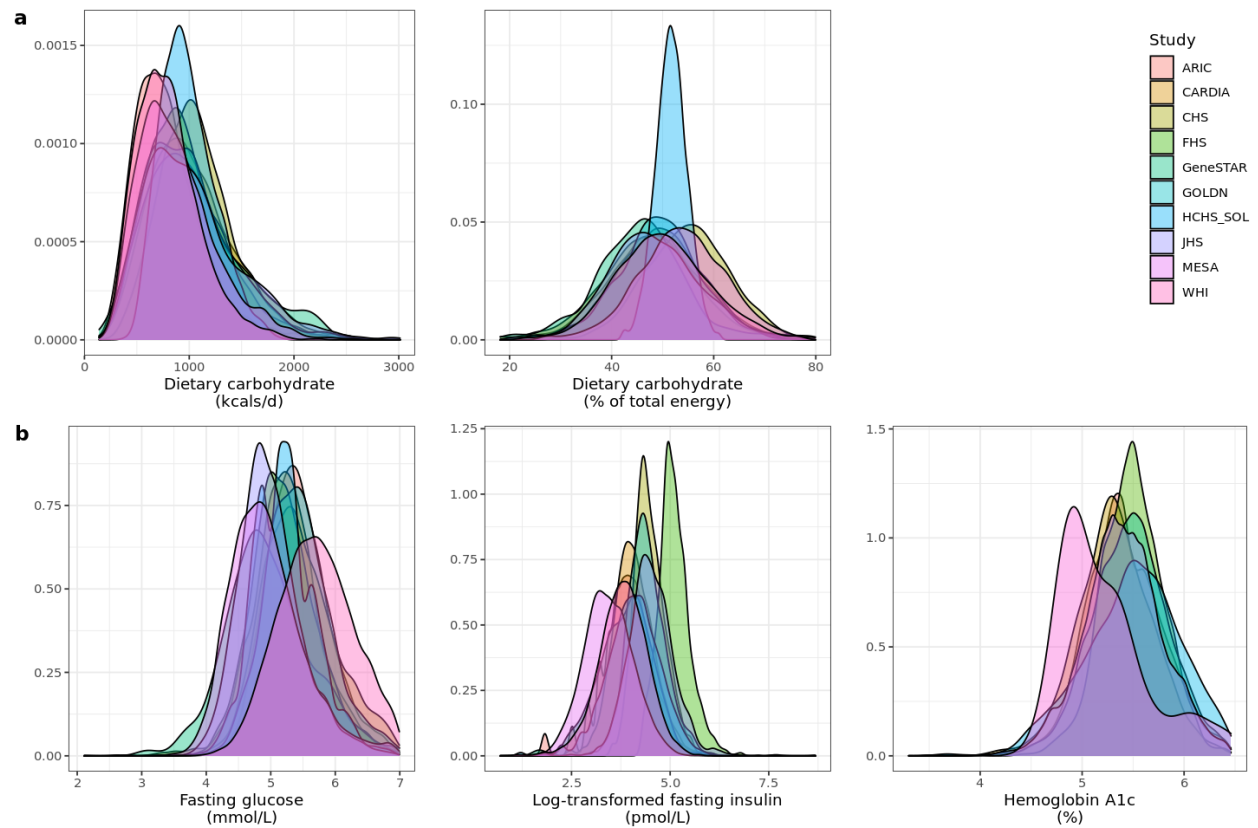 a
0.0015
0.0010
0.0005
0.0000
0 1000 2000 3000
Dietary carbohydrate
(kcals/d)
0.10
0.05
0.00
20 40 60 80
Dietary carbohydrate
(% of total energy)
Study
ARIC
CARDIA
CHS
FHS
GeneSTAR
GOLDN
HCHS_SOL
JHS
MESA
WHI
b
0.75
0.50
0.25
0.00
2 3 4 5 6 7
Fasting glucose
(mmol/L)
1.25
1.00
0.75
0.50
0.25
0.00
2.5 5.0 7.5
Log-transformed fasting insulin
(pmol/L)
1.5
1.0
0.5
0.0
4 5 6
Hemoglobin A1c
(%)